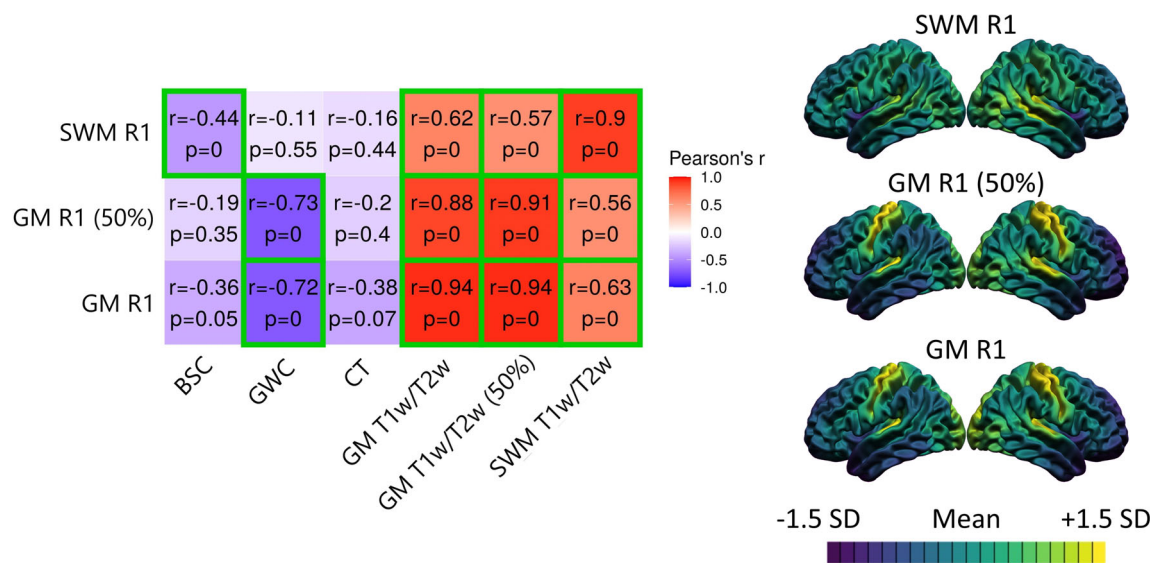 SWM R1
r=-0.44 r=-0.11 r=-0.16 r=0.62 r=0.57 r=0.9
p=0 p=0.55 p=0.44 p=0 p=0 p=0
GM R1 (50%)
r=-0.19 r=-0.73 r=-0.2 r=0.88 r=0.91 r=0.56
p=0.35 p=0 p=0.4 p=0 p=0 p=0
GM R1
r=-0.36 r=-0.72 r=-0.38 r=0.94 r=0.94 r=0.63
p=0.05 p=0 p=0.07 p=0 p=0 p=0
BSC
GWC
CT
GM T1w/T2w
GM T1w/T2w (50%)
SWM T1w/T2w
Pearson's r
1.0
0.5
0.0
-0.5
-1.0
SWM R1
GM R1 (50%)
GM R1
-1.5 SD Mean +1.5 SD